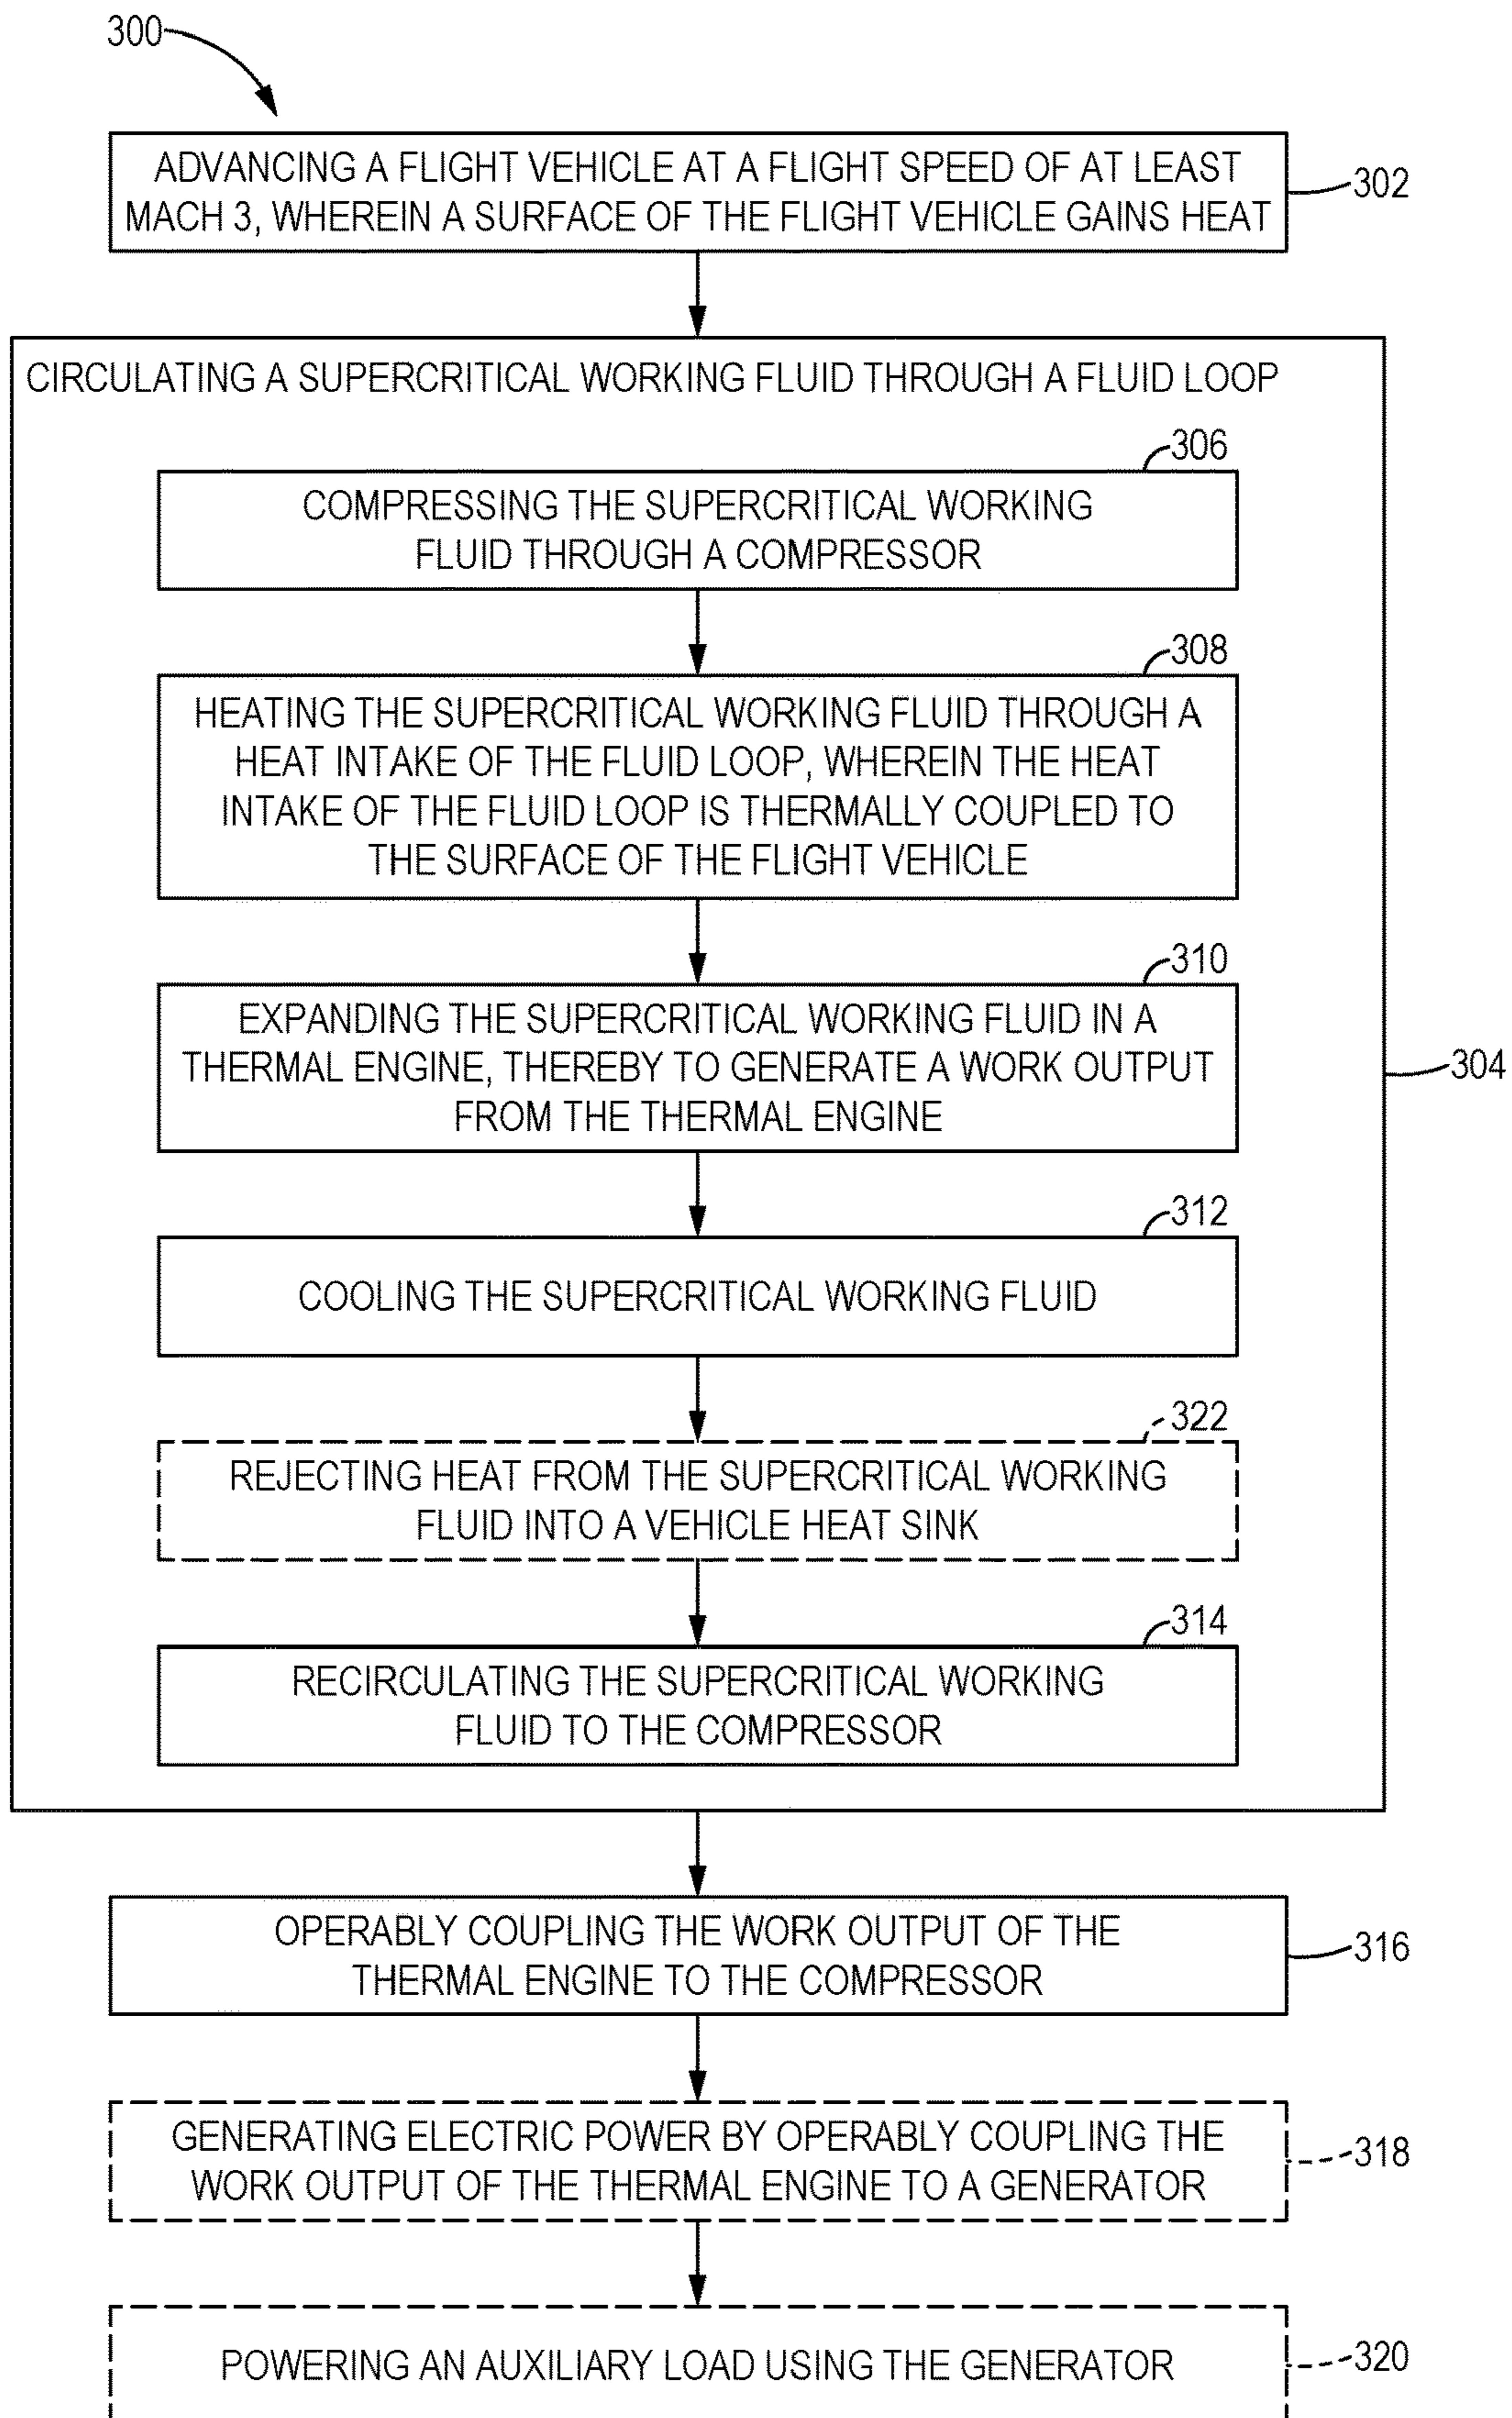 300
ADVANCING A FLIGHT VEHICLE AT A FLIGHT SPEED OF AT LEAST
MACH 3, WHEREIN A SURFACE OF THE FLIGHT VEHICLE GAINS HEAT
302
CIRCULATING A SUPERCRITICAL WORKING FLUID THROUGH A FLUID LOOP
306
COMPRESSING THE SUPERCRITICAL WORKING
FLUID THROUGH A COMPRESSOR
308
HEATING THE SUPERCRITICAL WORKING FLUID THROUGH A
HEAT INTAKE OF THE FLUID LOOP, WHEREIN THE HEAT
INTAKE OF THE FLUID LOOP IS THERMALLY COUPLED TO
THE SURFACE OF THE FLIGHT VEHICLE
310
EXPANDING THE SUPERCRITICAL WORKING FLUID IN A
THERMAL ENGINE, THEREBY TO GENERATE A WORK OUTPUT
FROM THE THERMAL ENGINE
304
312
COOLING THE SUPERCRITICAL WORKING FLUID
322
REJECTING HEAT FROM THE SUPERCRITICAL WORKING
FLUID INTO A VEHICLE HEAT SINK
314
RECIRCULATING THE SUPERCRITICAL WORKING
FLUID TO THE COMPRESSOR
OPERABLY COUPLING THE WORK OUTPUT OF THE
THERMAL ENGINE TO THE COMPRESSOR
316
GENERATING ELECTRIC POWER BY OPERABLY COUPLING THE
WORK OUTPUT OF THE THERMAL ENGINE TO A GENERATOR
318
POWERING AN AUXILIARY LOAD USING THE GENERATOR
320